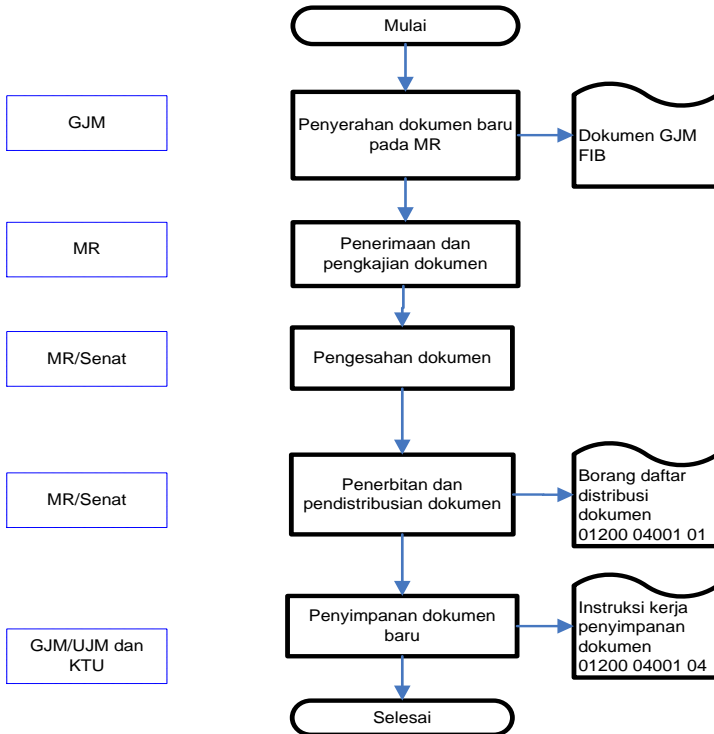 Mulai
GJM
Penyerahan dokumen baru
pada MR
Dokumen GJM
FIB
MR
Penerimaan dan
pengkajian dokumen
MR/Senat
Pengesahan dokumen
MR/Senat
Penerbitan dan
pendistribusian dokumen
Borang daftar
distribusi
dokumen
01200 04001 01
GJM/UJM dan
KTU
Penyimpanan dokumen
baru
Instruksi kerja
penyimpanan
dokumen
01200 04001 04
Selesai